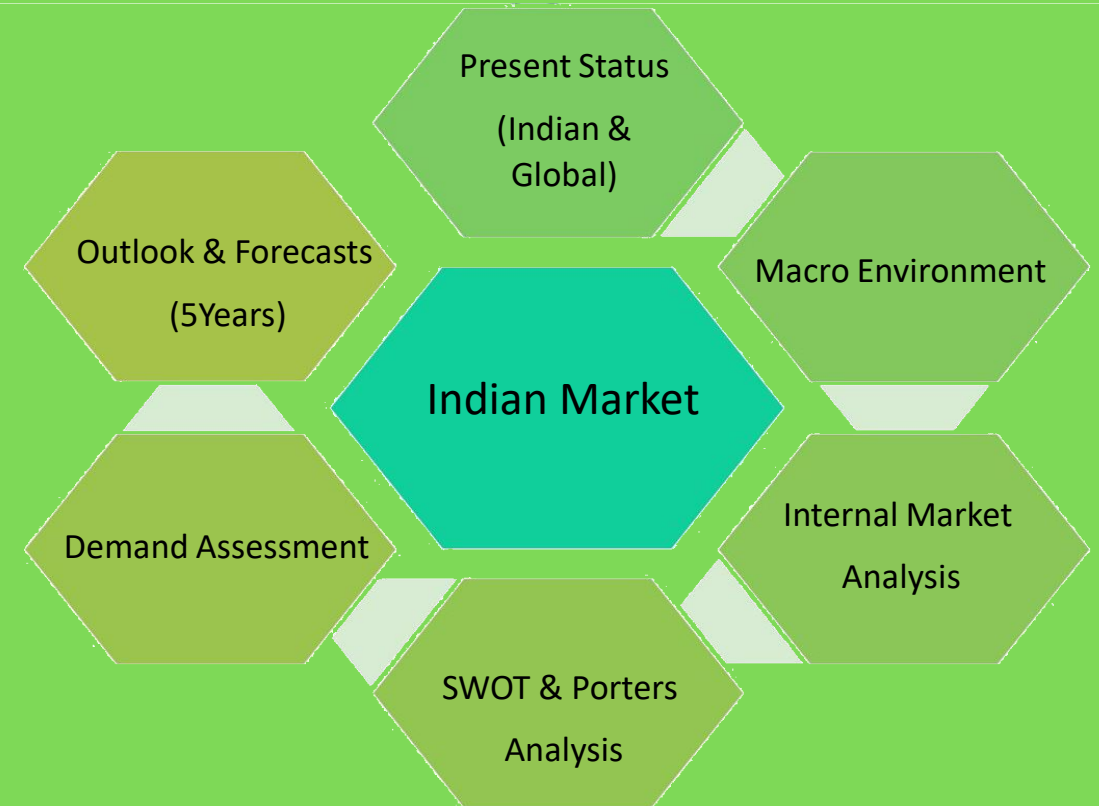 Present Status
(Indian &
Global)
Macro Environment
Internal Market
Analysis
SWOT & Porters
Analysis
Demand Assessment
Outlook & Forecasts
(5Years)
Indian Market